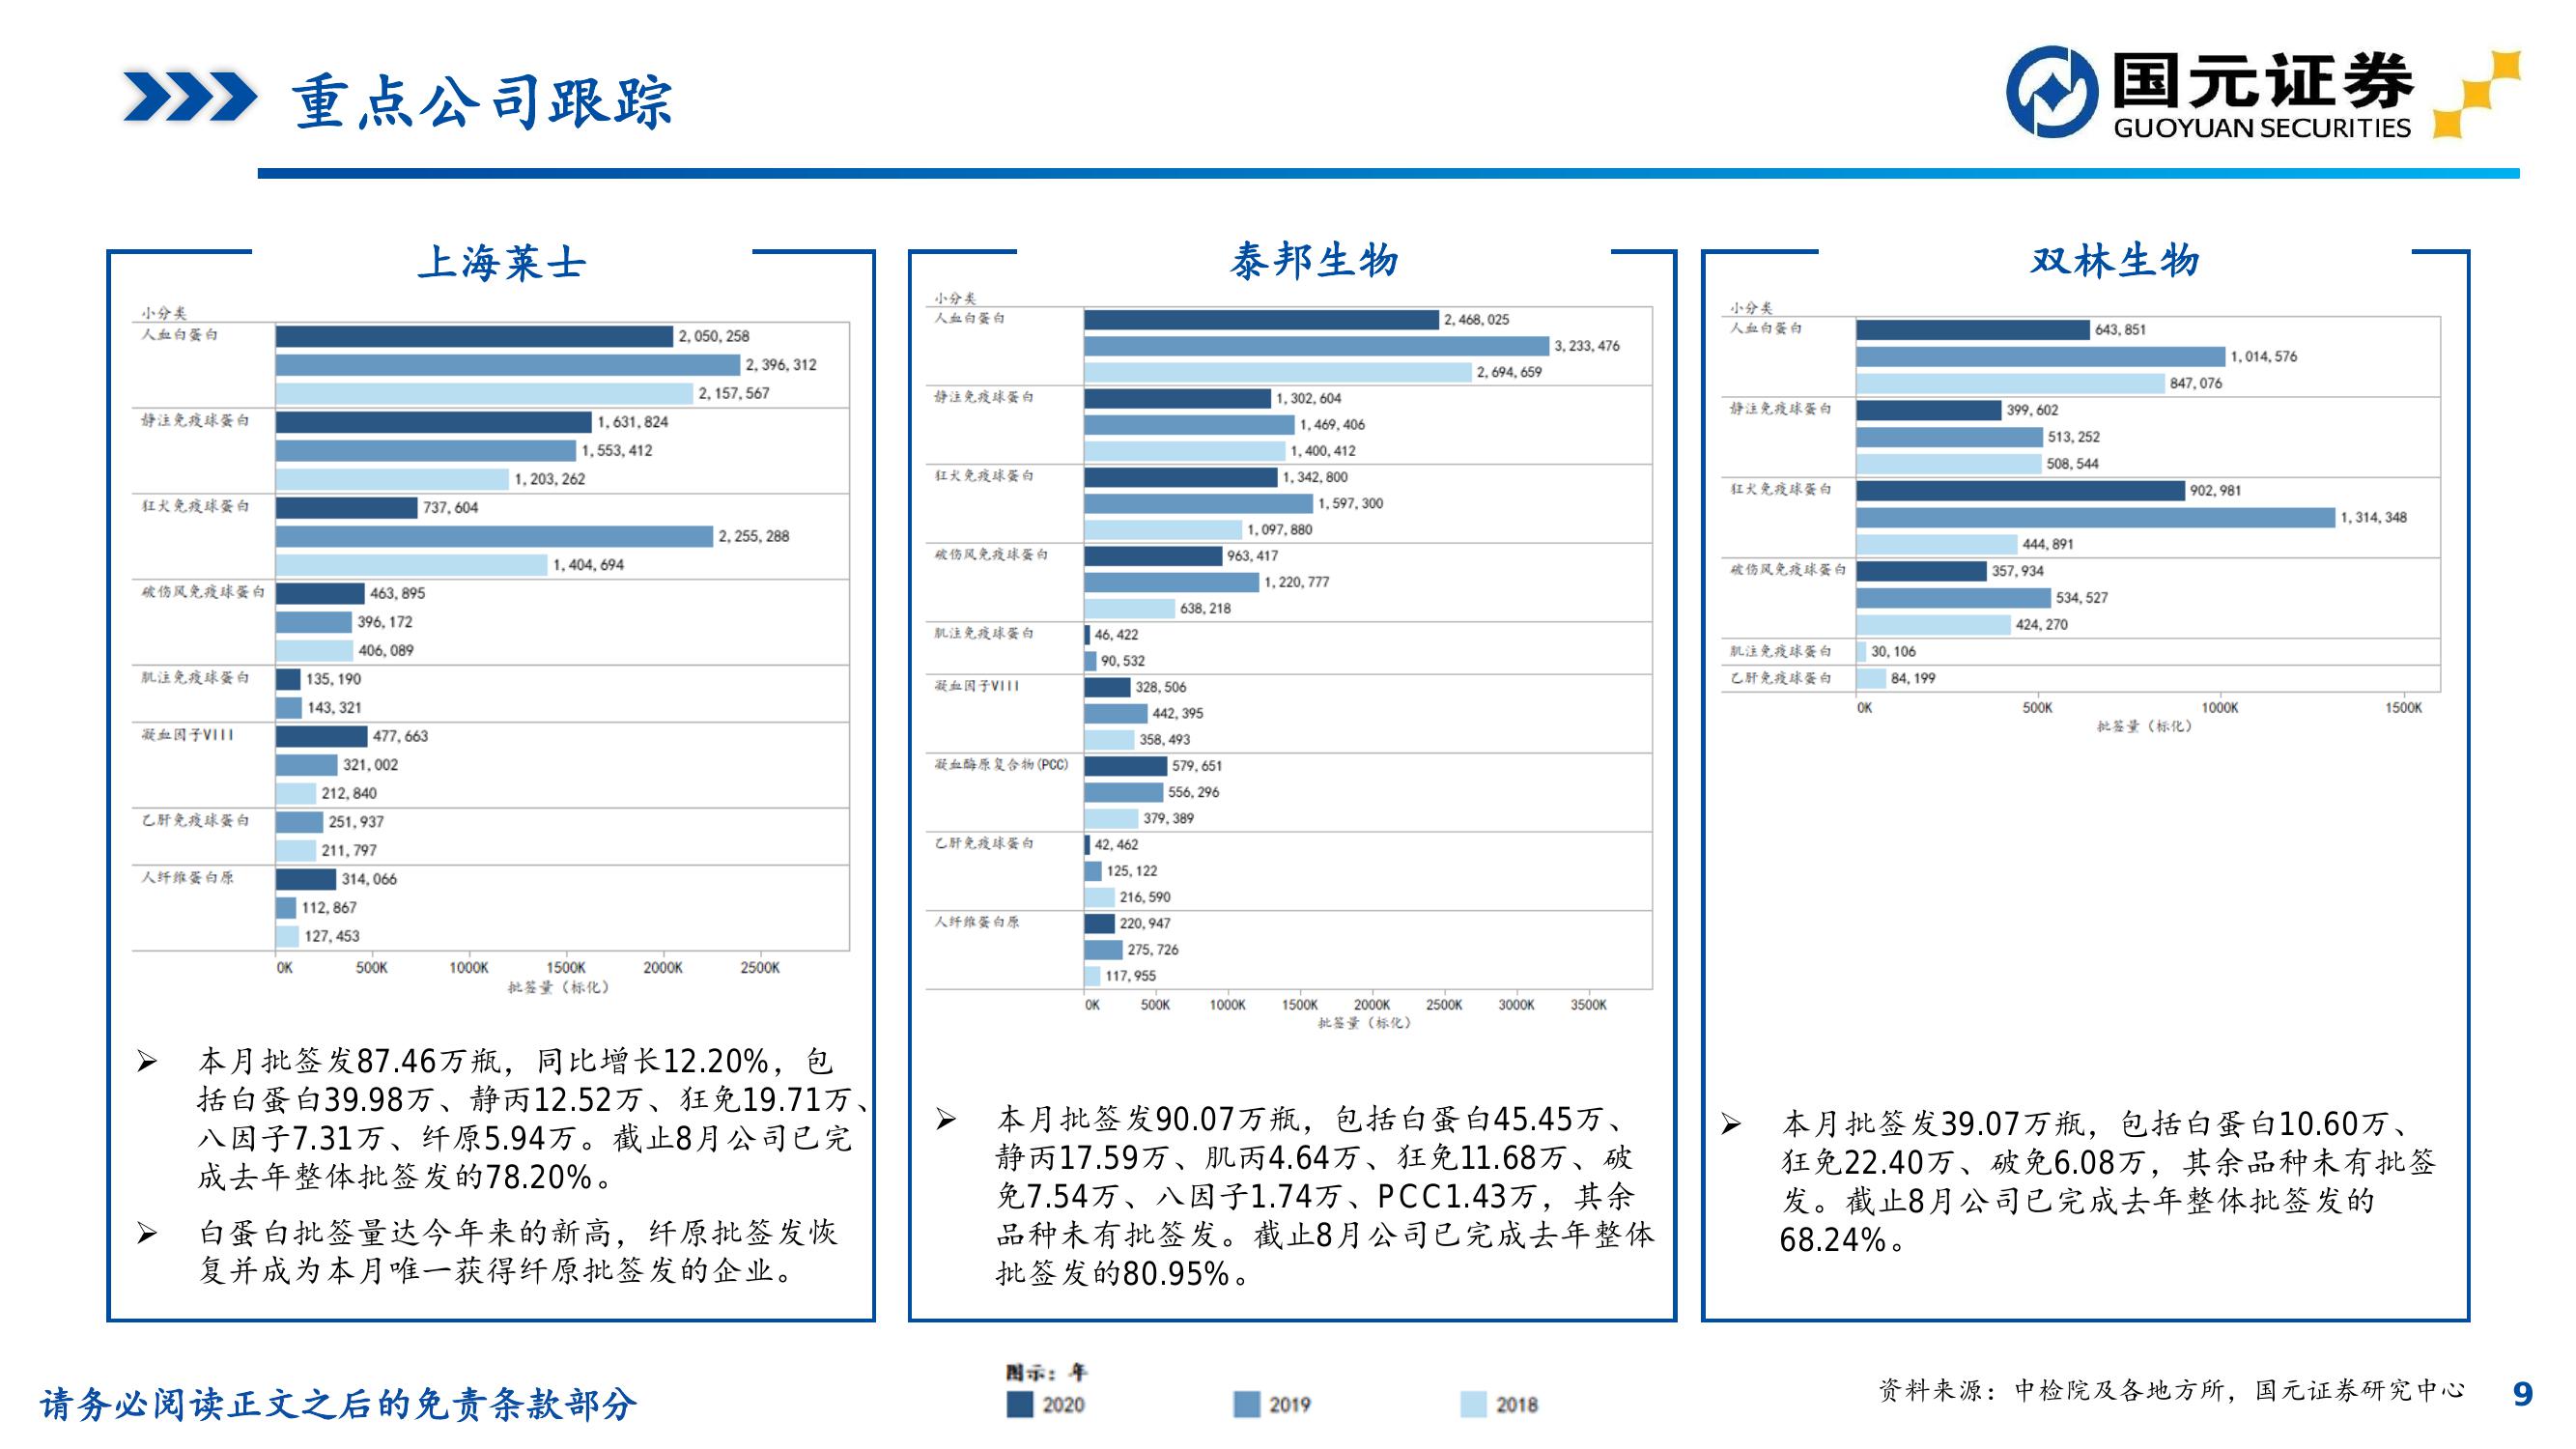 重点公司跟踪
国元证券
GUOYUAN SECURITIES
上海莱士
小分类
人血白蛋白
2,050,258
2,396,312
2,157,567
静注免疫球蛋白
1,631,824
1,553,412
1,203,262
狂犬免疫球蛋白
737,604
2,255,288
1,404,694
破伤风免疫球蛋白
463,895
396,172
406,089
肌注免疫球蛋白
135,190
143,321
凝血因子VIII
477,663
321,002
212,840
乙肝免疫球蛋白
251,937
211,797
人纤维蛋白原
314,066
112,867
127,453
0K 500K 1000K 1500K 2000K 2500K
批签量（标化）
➢ 本月批签发87.46万瓶，同比增长12.20%，包
括白蛋白39.98万、静丙12.52万、狂免19.71万、
八因子7.31万、纤原5.94万。截止8月公司已完
成去年整体批签发的78.20%。
➢ 白蛋白批签量达今年来的新高，纤原批签发恢
复并成为本月唯一获得纤原批签发的企业。
泰邦生物
小分类
人血白蛋白
2,468,025
3,233,476
2,694,659
静注免疫球蛋白
1,302,604
1,469,406
1,400,412
狂犬免疫球蛋白
1,342,800
1,597,300
1,097,880
破伤风免疫球蛋白
963,417
1,220,777
638,218
肌注免疫球蛋白
46,422
90,532
凝血因子VIII
328,506
442,395
358,493
凝血酶原复合物(PCC)
579,651
556,296
379,389
乙肝免疫球蛋白
42,462
125,122
216,590
人纤维蛋白原
220,947
275,726
117,955
0K 500K 1000K 1500K 2000K 2500K 3000K 3500K
批签量（标化）
➢ 本月批签发90.07万瓶，包括白蛋白45.45万、
静丙17.59万、肌丙4.64万、狂免11.68万、破
免7.54万、八因子1.74万、PCC1.43万，其余
品种未有批签发。截止8月公司已完成去年整体
批签发的80.95%。
双林生物
小分类
人血白蛋白
643,851
1,014,576
847,076
静注免疫球蛋白
399,602
513,252
508,544
狂犬免疫球蛋白
902,981
1,314,348
444,891
破伤风免疫球蛋白
357,934
534,527
424,270
肌注免疫球蛋白
30,106
乙肝免疫球蛋白
84,199
0K 500K 1000K 1500K
批签量（标化）
➢ 本月批签发39.07万瓶，包括白蛋白10.60万、
狂免22.40万、破免6.08万，其余品种未有批签
发。截止8月公司已完成去年整体批签发的
68.24%。
图示：年
2020 2019 2018
请务必阅读正文之后的免责条款部分
资料来源：中检院及各地方所，国元证券研究中心
9